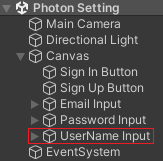 Photon Setting
Main Camera
Directional Light
Canvas
Sign In Button
Sign Up Button
Email Input
Password Input
UserName Input
EventSystem